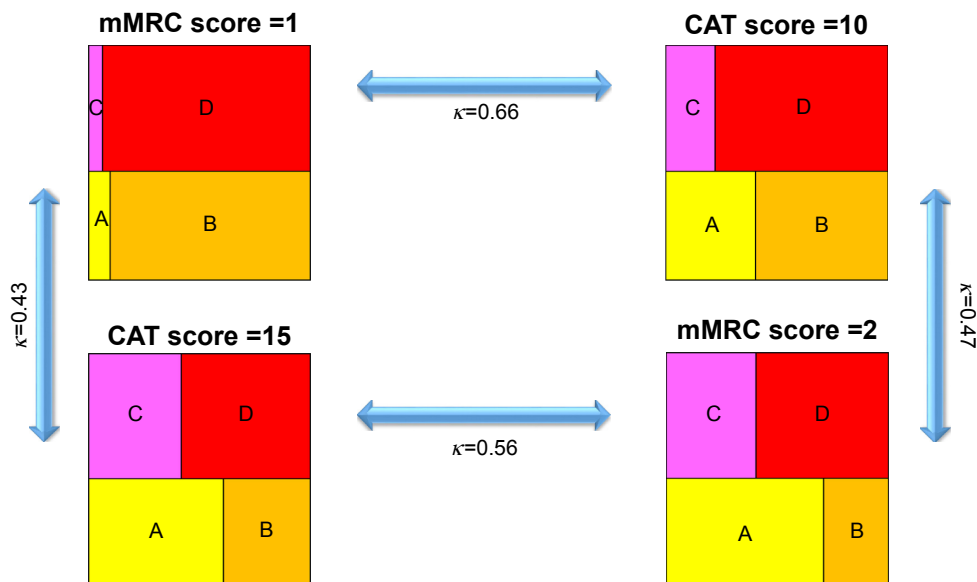 mMRC score =1
CAT score =10
C
D
C
D
κ=0.66
A
B
A
B
κ=0.43
κ=0.47
CAT score =15
mMRC score =2
C
D
C
D
κ=0.56
A
B
A
B